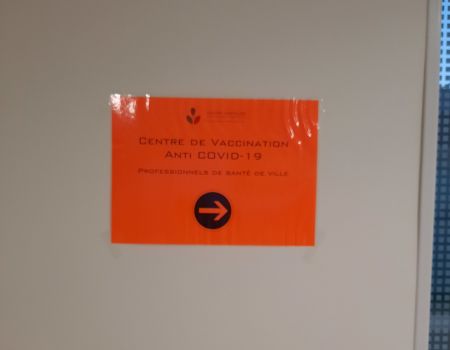 Centre de Vaccination
Anti COVID-19
Professionnels de santé de ville